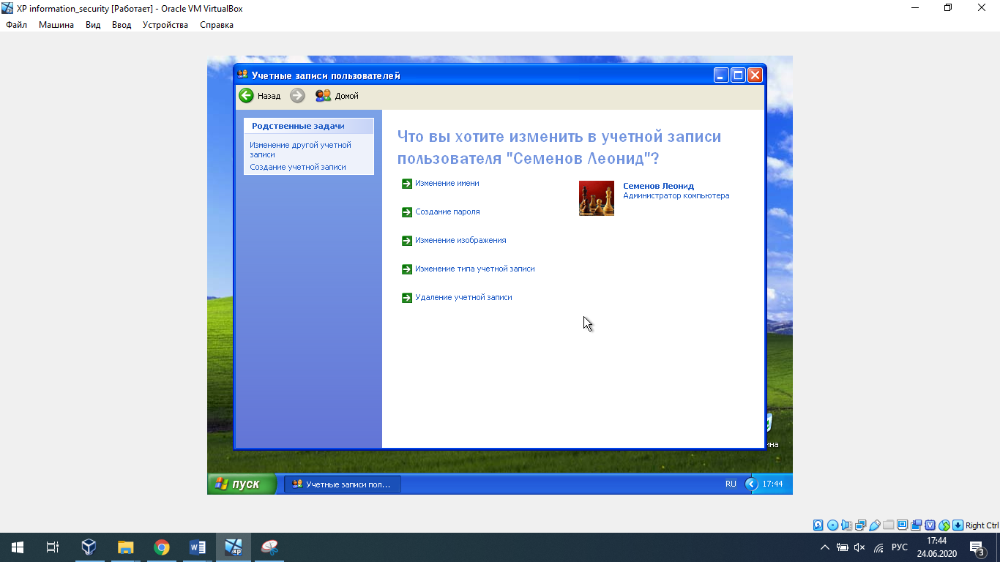 XP information_security [Работает] - Oracle VM VirtualBox
Файл Машина Вид Ввод Устройства Справка
Учетные записи пользователей
Назад Домой
Родственные задачи
Изменение другой учетной
записи
Создание учетной записи
Что вы хотите изменить в учетной записи
пользователя "Семенов Леонид"?
Изменение имени
Создание пароля
Изменение изображения
Изменение типа учетной записи
Удаление учетной записи
Семенов Леонид
Администратор компьютера
ина
пуск
Учетные записи пол...
RU 17:44
Right Ctrl
W
xp
РУС
17:44
24.06.2020
3